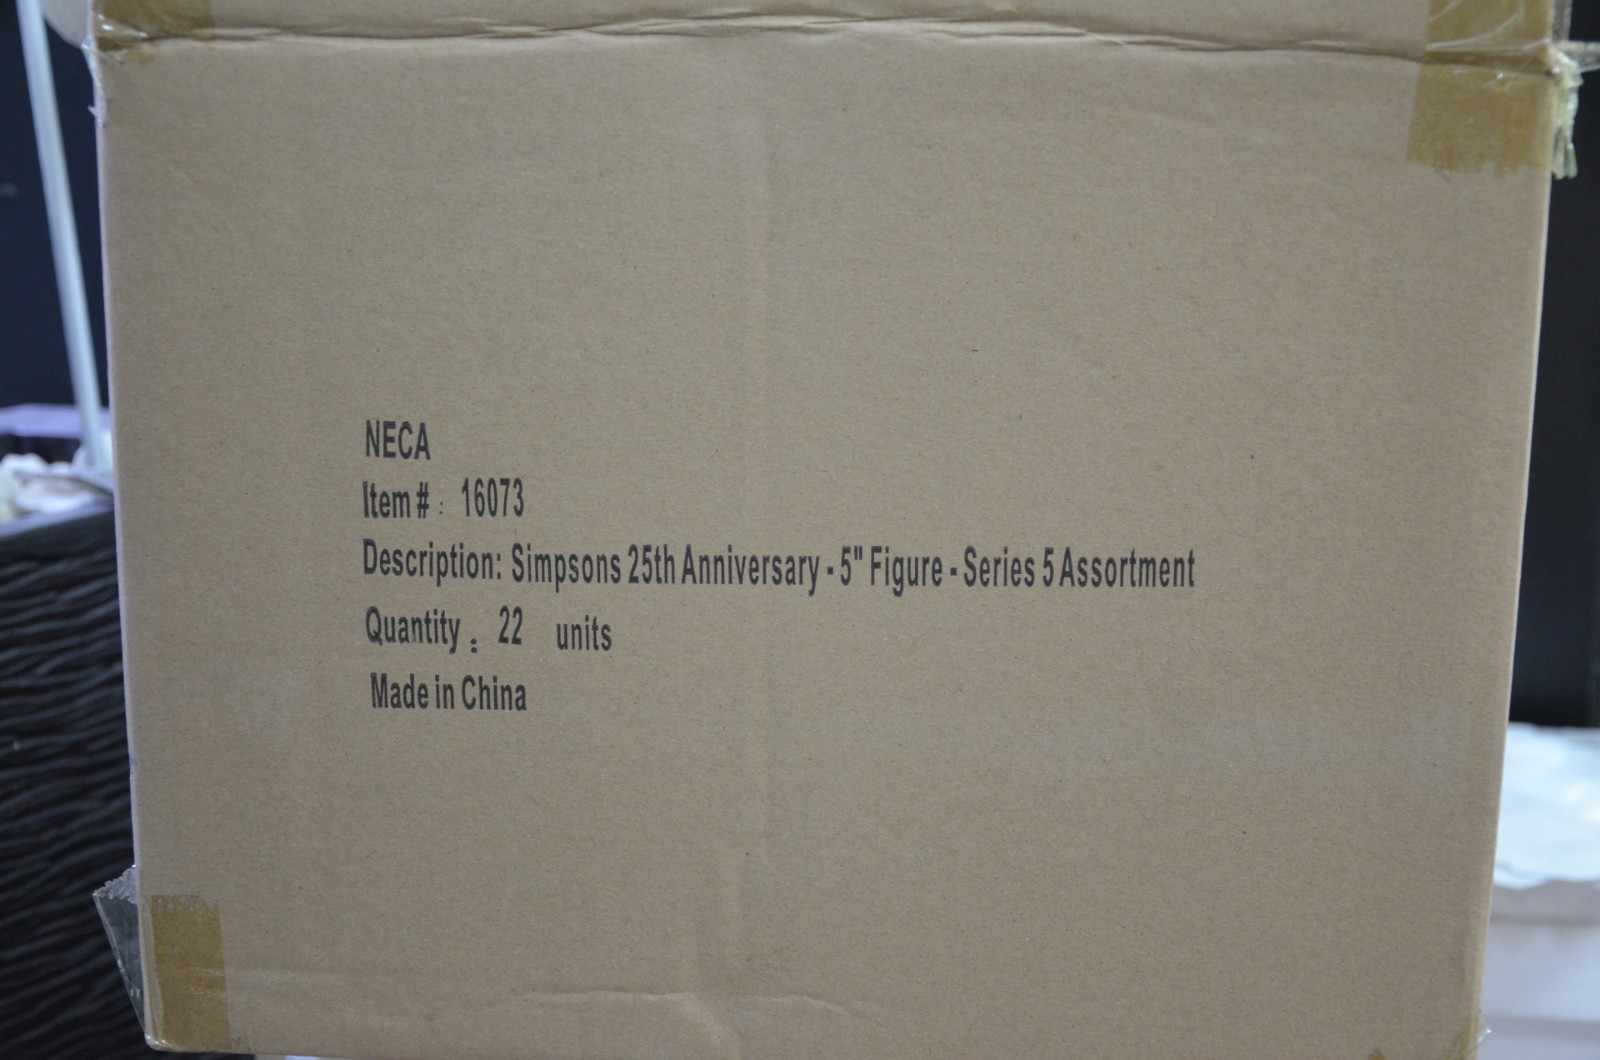 NECA
Item # : 16073
Description: Simpsons 25th Anniversary - 5" Figure - Series 5 Assortment
Quantity : 22 units
Made in China